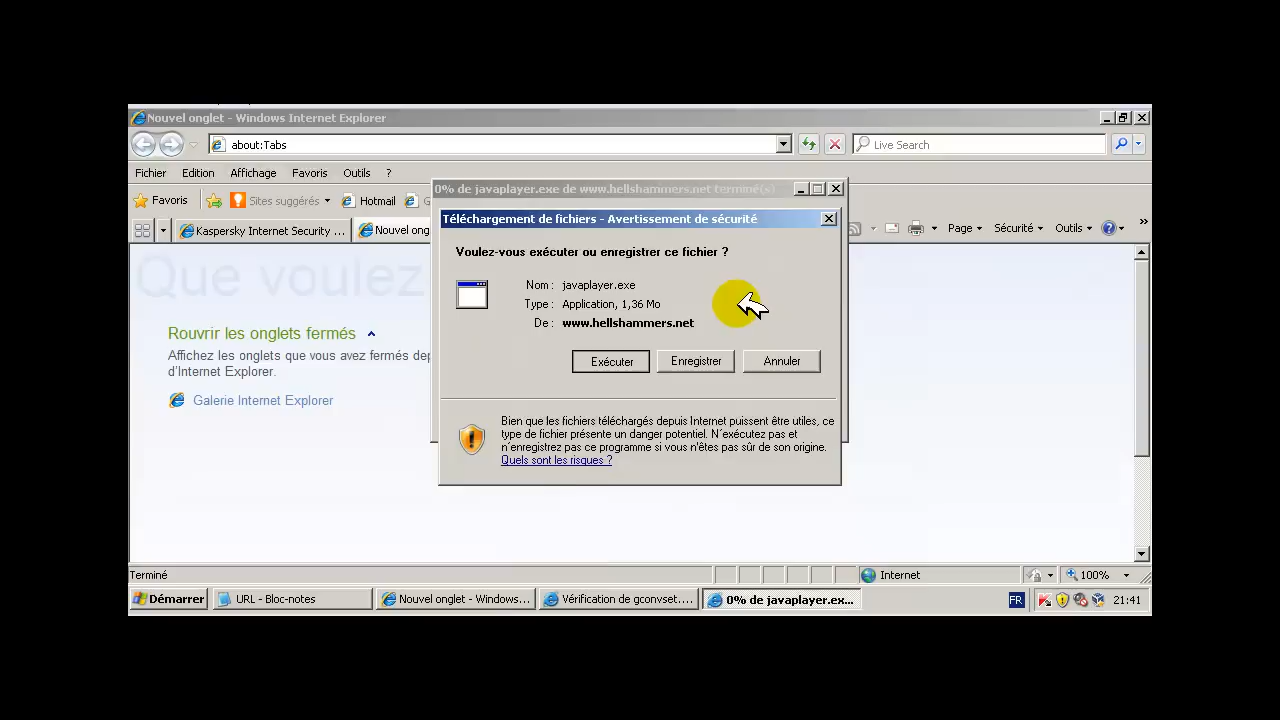 Nouvel onglet - Windows Internet Explorer
about:Tabs
Live Search
Fichier Edition Affichage Favoris Outils ?
Favoris Sites suggérés Hotmail
Kaspersky Internet Security ... Nouvel ong
Page Sécurité Outils »
Que voulez
Rouvrir les onglets fermés
Affichez les onglets que vous avez fermés dep
d'Internet Explorer.
Galerie Internet Explorer
0% de javaplayer.exe de www.hellshammers.net terminé(s)
Téléchargement de fichiers - Avertissement de sécurité
Voulez-vous exécuter ou enregistrer ce fichier ?
Nom : javaplayer.exe
Type : Application, 1,36 Mo
De : www.hellshammers.net
Exécuter Enregistrer Annuler
Bien que les fichiers téléchargés depuis Internet puissent être utiles, ce
type de fichier présente un danger potentiel. N'exécutez pas et
n'enregistrez pas ce programme si vous n'êtes pas sûr de son origine.
Quels sont les risques ?
Terminé Internet 100%
Démarrer URL - Bloc-notes Nouvel onglet - Windows... Vérification de gconvset.... 0% de javaplayer.ex... FR 21:41